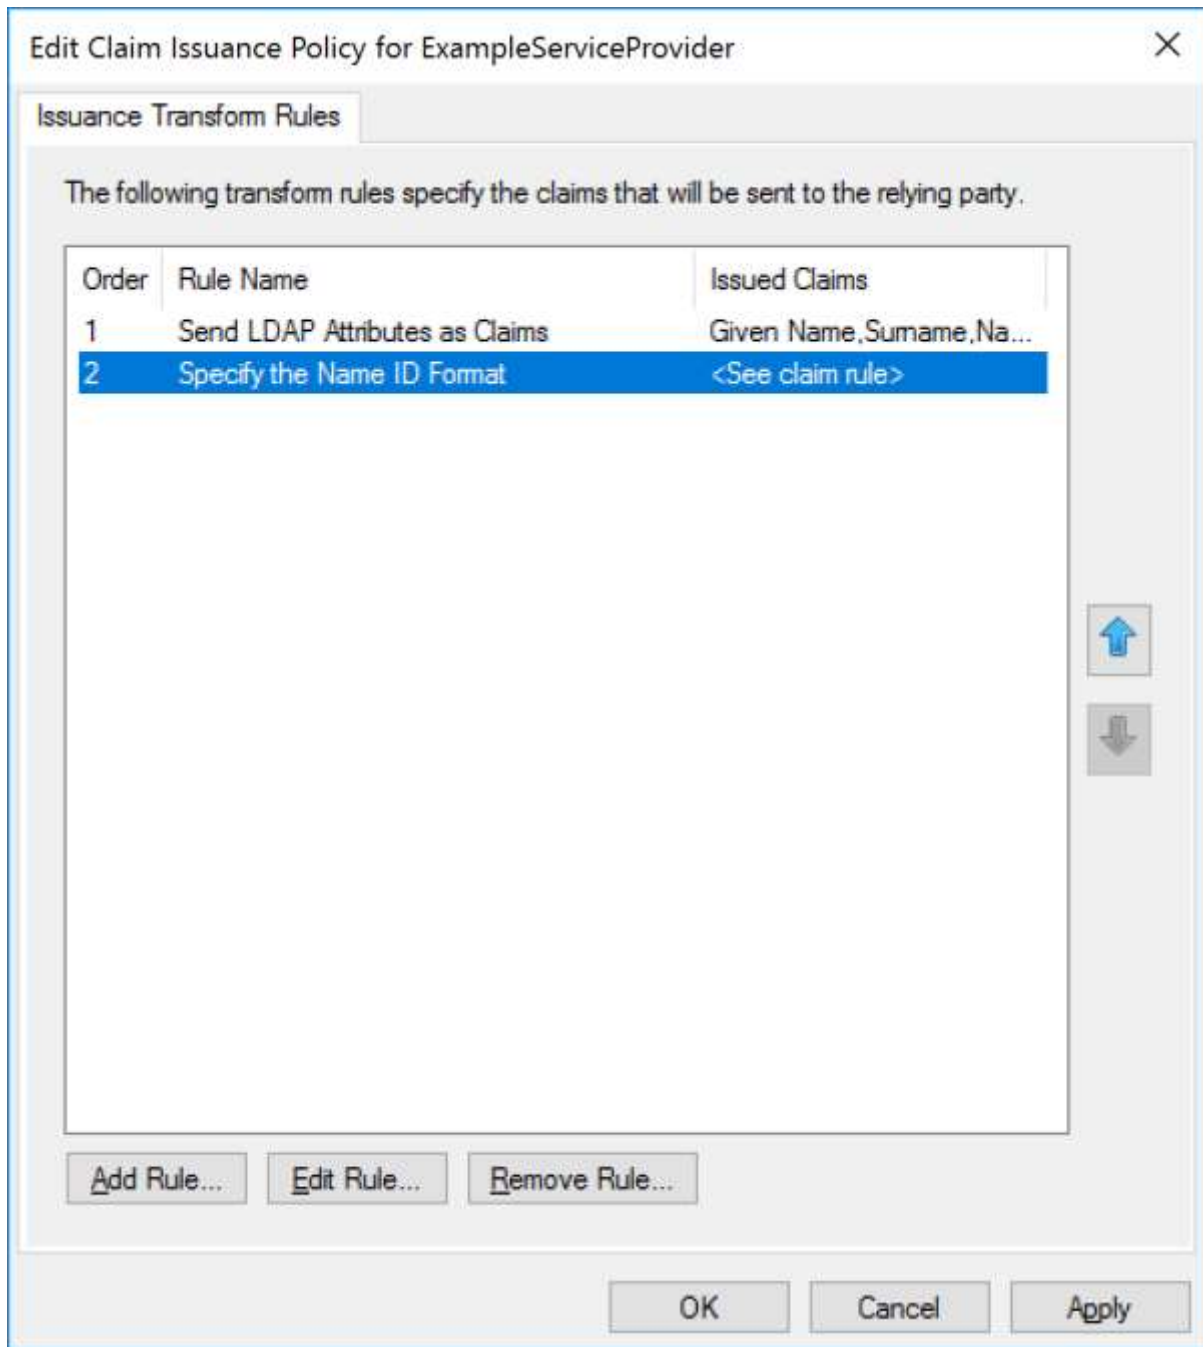 Edit Claim Issuance Policy for ExampleServiceProvider
Issuance Transform Rules
The following transform rules specify the claims that will be sent to the relying party.
Order Rule Name Issued Claims
1 Send LDAP Attributes as Claims Given Name,Surname,Na...
2 Specify the Name ID Format <See claim rule>
Add Rule... Edit Rule... Remove Rule...
OK Cancel Apply